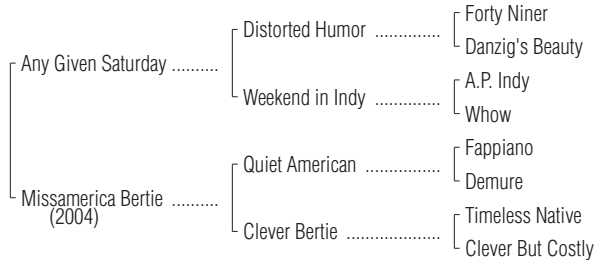 Forty Niner
Distorted Humor ..............
Danzig's Beauty
Any Given Saturday ..........
A.P. Indy
Weekend in Indy ..............
Whow
Fappiano
Quiet American ................
Demure
Missamerica Bertie ..........
(2004)
Timeless Native
Clever Bertie ....................
Clever But Costly